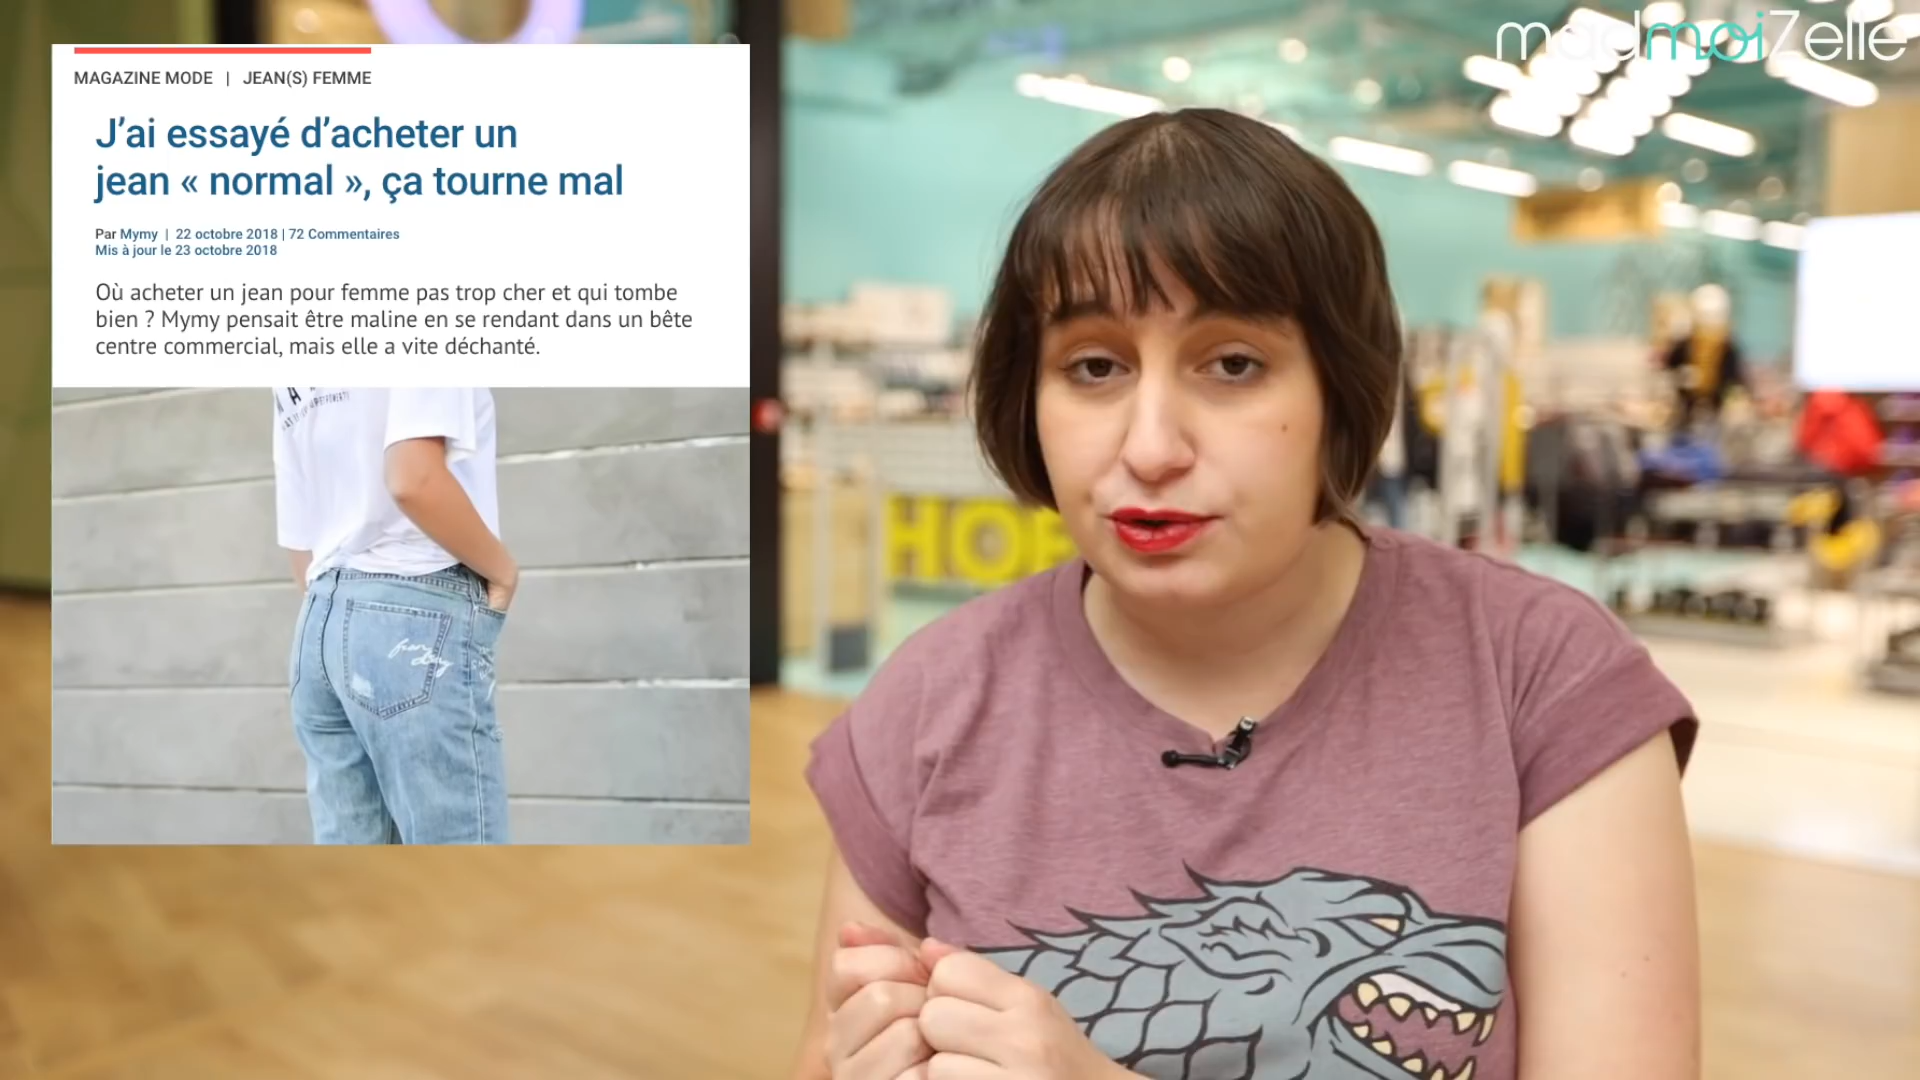 madmoiZelle
MAGAZINE MODE | JEAN(S) FEMME
J’ai essayé d’acheter un
jean « normal », ça tourne mal
Par Mymy | 22 octobre 2018 | 72 Commentaires
Mis à jour le 23 octobre 2018
Où acheter un jean pour femme pas trop cher et qui tombe
bien ? Mymy pensait être maline en se rendant dans un bête
centre commercial, mais elle a vite déchanté.